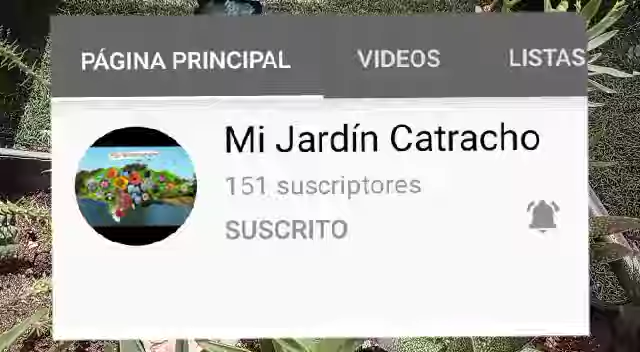 PÁGINA PRINCIPAL VIDEOS LISTAS
Mi Jardín Catracho
151 suscriptores
SUSCRITO